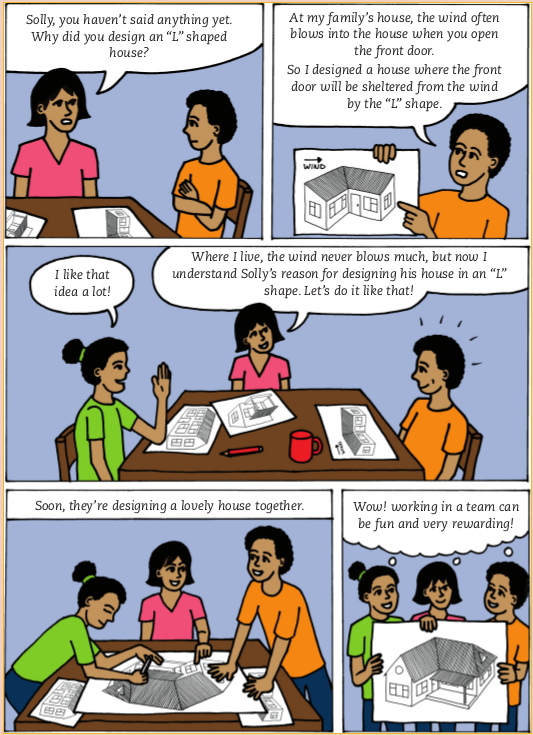 Solly, you haven't said anything yet.
Why did you design an “L” shaped
house?
At my family's house, the wind often
blows into the house when you open
the front door.
So I designed a house where the front
door will be sheltered from the wind
by the “L” shape.
WIND
I like that
idea a lot!
Where I live, the wind never blows much, but now I
understand Solly's reason for designing his house in an “L”
shape. Let's do it like that!
Soon, they're designing a lovely house together.
Wow! working in a team can
be fun and very rewarding!